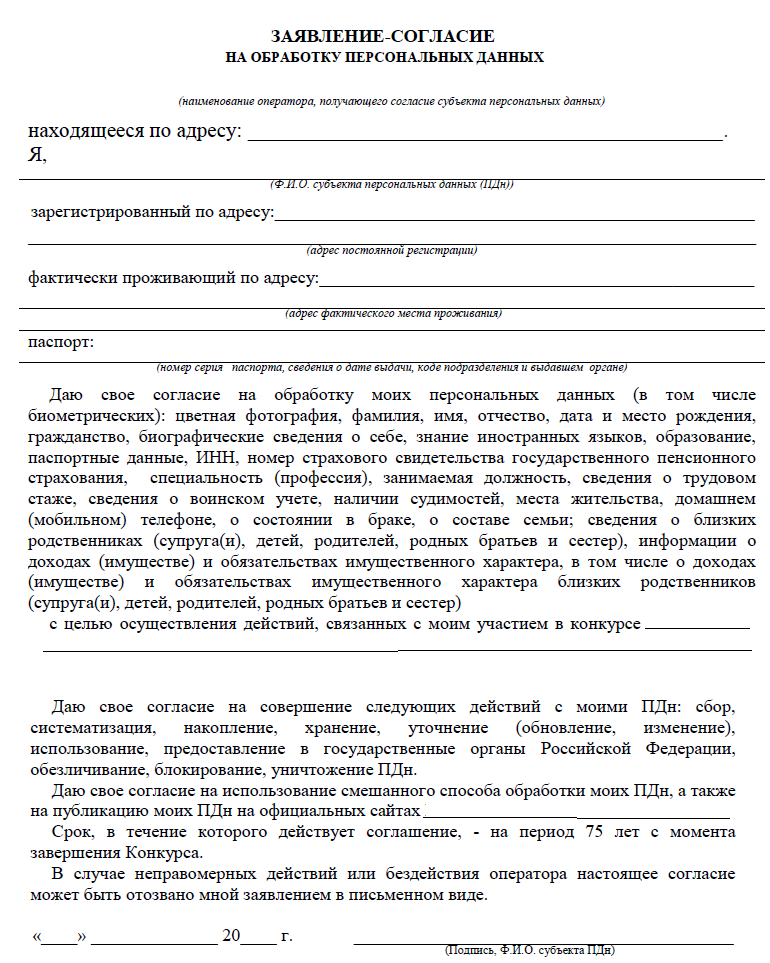 ЗАЯВЛЕНИЕ-СОГЛАСИЕ
НА ОБРАБОТКУ ПЕРСОНАЛЬНЫХ ДАННЫХ
(наименование оператора, получающего согласие субъекта персональных данных)
находящееся по адресу: _____________________________________________.
Я,
(Ф.И.О. субъекта персональных данных (ПДн))
зарегистрированный по адресу:_____________________________________________
(адрес постоянной регистрации)
фактически проживающий по адресу:_____________________________________________
(адрес фактического места проживания)
паспорт:
(номер серия паспорта, сведения о дате выдачи, коде подразделения и выдавшем органе)
Даю свое согласие на обработку моих персональных данных (в том числе
биометрических): цветная фотография, фамилия, имя, отчество, дата и место рождения,
гражданство, биографические сведения о себе, знание иностранных языков, образование,
паспортные данные, ИНН, номер страхового свидетельства государственного пенсионного
страхования, специальность (профессия), занимаемая должность, сведения о трудовом
стаже, сведения о воинском учете, наличии судимостей, места жительства, домашнем
(мобильном) телефоне, о состоянии в браке, о составе семьи; сведения о близких
родственниках (супруга(и), детей, родителей, родных братьев и сестер), информации о
доходах (имуществе) и обязательствах имущественного характера, в том числе о доходах
(имуществе) и обязательствах имущественного характера близких родственников
(супруга(и), детей, родителей, родных братьев и сестер)
с целью осуществления действий, связанных с моим участием в конкурсе ____________
Даю свое согласие на совершение следующих действий с моими ПДн: сбор,
систематизация, накопление, хранение, уточнение (обновление, изменение),
использование, предоставление в государственные органы Российской Федерации,
обезличивание, блокирование, уничтожение ПДн.
Даю свое согласие на использование смешанного способа обработки моих ПДн, а также
на публикацию моих ПДн на официальных сайтах ____________
Срок, в течение которого действует соглашение, - на период 75 лет с момента
завершения Конкурса.
В случае неправомерных действий или бездействия оператора настоящее согласие
может быть отозвано мной заявлением в письменном виде.
«____» ______________ 20____ г. ____________
(Подпись, Ф.И.О. субъекта ПДн)